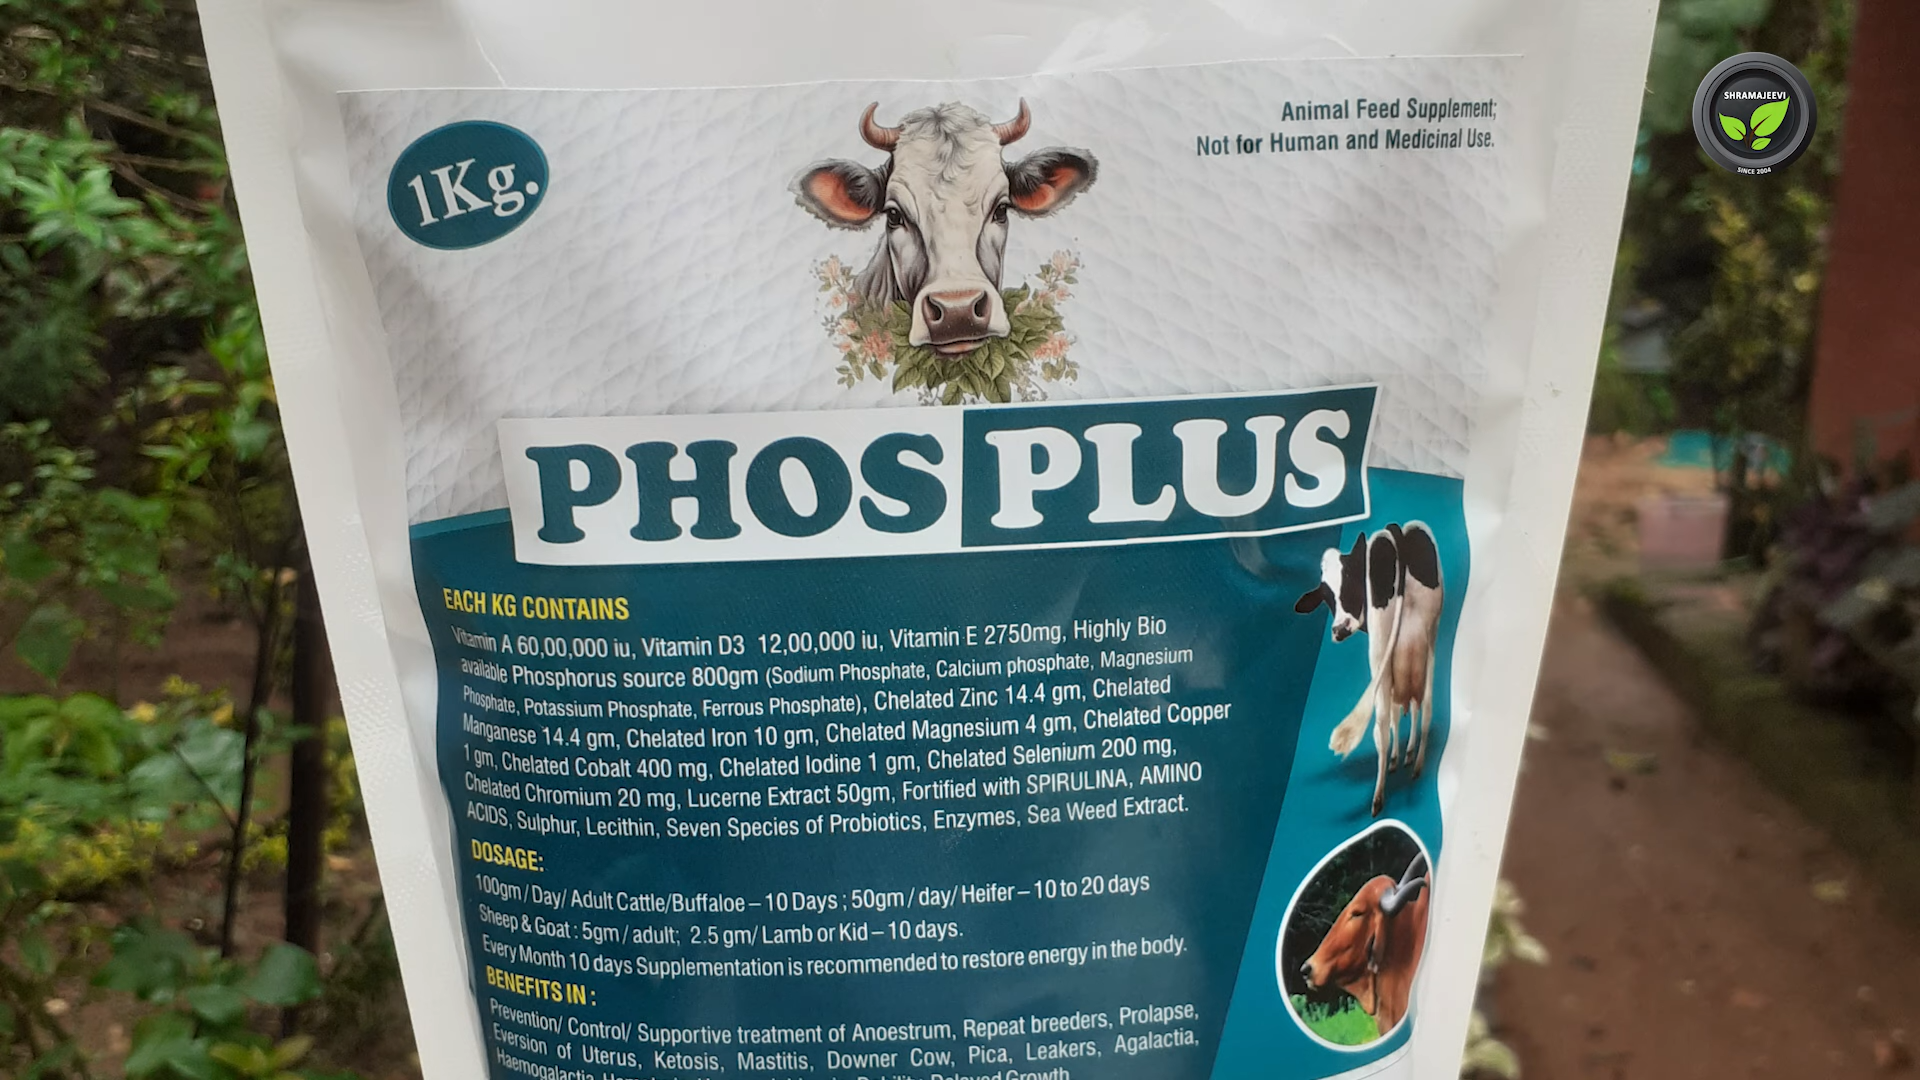 1Kg.
Animal Feed Supplement;
Not for Human and Medicinal Use.
SHRAMAJEEVI
SINCE 2004
PHOS PLUS
EACH KG CONTAINS
Vitamin A 60,00,000 iu, Vitamin D3 12,00,000 iu, Vitamin E 2750mg, Highly Bio
available Phosphorus source 800gm (Sodium Phosphate, Calcium phosphate, Magnesium
Phosphate, Potassium Phosphate, Ferrous Phosphate), Chelated Zinc 14.4 gm, Chelated
Manganese 14.4 gm, Chelated Iron 10 gm, Chelated Magnesium 4 gm, Chelated Copper
1 gm, Chelated Cobalt 400 mg, Chelated Iodine 1 gm, Chelated Selenium 200 mg,
Chelated Chromium 20 mg, Lucerne Extract 50gm, Fortified with SPIRULINA, AMINO
ACIDS, Sulphur, Lecithin, Seven Species of Probiotics, Enzymes, Sea Weed Extract.
DOSAGE:
100gm/Day/ Adult Cattle/Buffaloe – 10 Days ; 50gm / day/ Heifer – 10 to 20 days
Sheep & Goat : 5gm/ adult; 2.5 gm/ Lamb or Kid – 10 days.
Every Month 10 days Supplementation is recommended to restore energy in the body.
BENEFITS IN :
Prevention/ Control/ Supportive treatment of Anoestrum, Repeat breeders, Prolapse,
Eversion of Uterus, Ketosis, Mastitis, Downer Cow, Pica, Leakers, Agalactia,
Haemogalactia, Delayed Growth